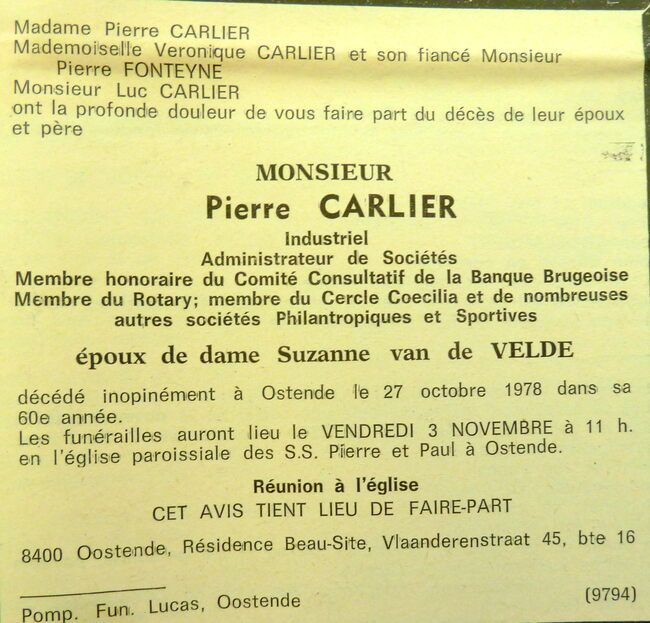 Madame Pierre CARLIER
Mademoiselle Veronique CARLIER et son fiancé Monsieur
Pierre FONTEYNE
Monsieur Luc CARLIER
ont la profonde douleur de vous faire part du décès de leur époux
et père
MONSIEUR
Pierre CARLIER
Industriel
Administrateur de Sociétés
Membre honoraire du Comité Consultatif de la Banque Brugeoise
Membre du Rotary; membre du Cercle Coecilia et de nombreuses
autres sociétés Philantropiques et Sportives
époux de dame Suzanne van de VELDE
décédé inopinément à Ostende le 27 octobre 1978 dans sa
60e année.
Les funérailles auront lieu le VENDREDI 3 NOVEMBRE à 11 h.
en l'église paroissiale des S.S. Pierre et Paul à Ostende.
Réunion à l'église
CET AVIS TIENT LIEU DE FAIRE-PART
8400 Oostende, Résidence Beau-Site, Vlaanderenstraat 45, bte 16
Pomp. Fun. Lucas, Oostende (9794)